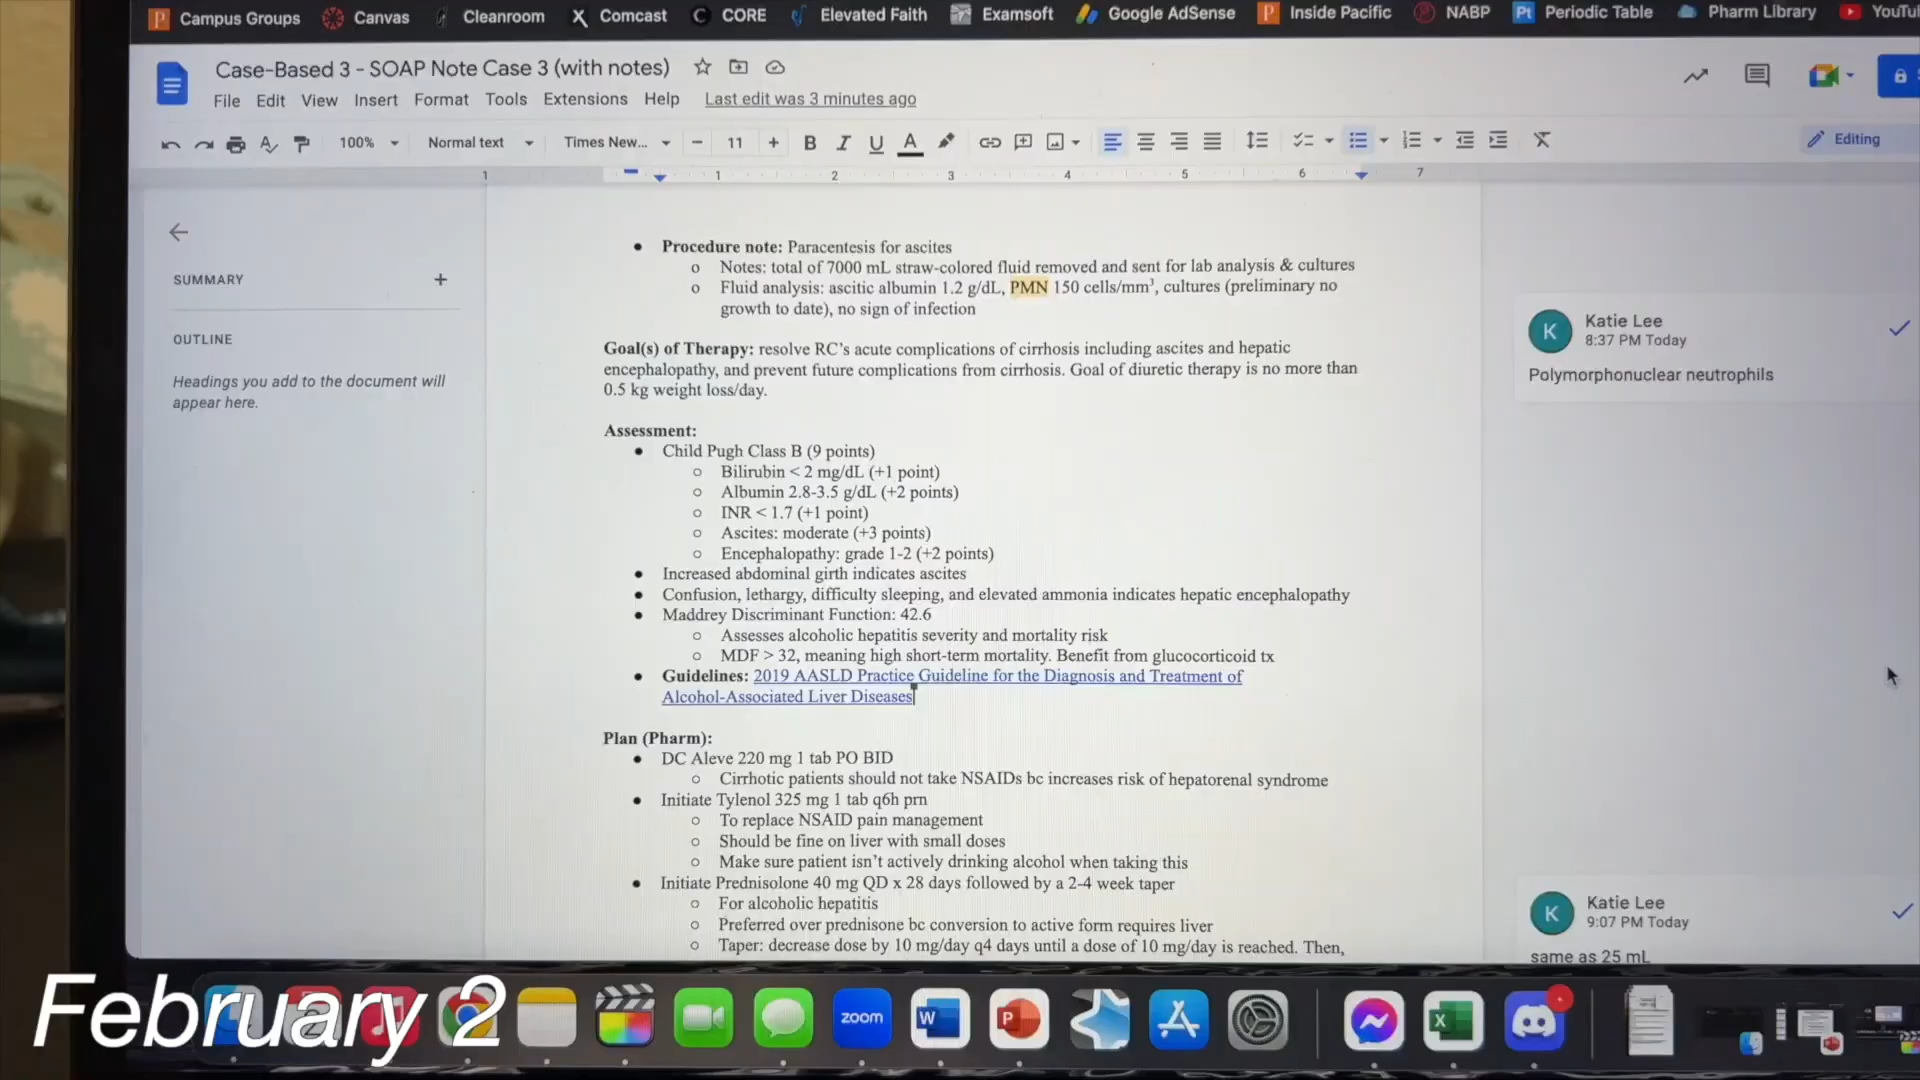 Campus Groups Canvas Cleanroom Comcast CORE Elevated Faith Examsoft Google AdSense Inside Pacific NABP Periodic Table Pharm Library
Case-Based 3 - SOAP Note Case 3 (with notes)
File Edit View Insert Format Tools Extensions Help Last edit was 3 minutes ago
100% Normal text Times New... − 11 + B I U A Editing
1 1 2 3 4 5 6 7
SUMMARY +
OUTLINE
Headings you add to the document will
appear here.
● Procedure note: Paracentesis for ascites
o Notes: total of 7000 mL straw-colored fluid removed and sent for lab analysis & cultures
o Fluid analysis: ascitic albumin 1.2 g/dL, PMN 150 cells/mm³, cultures (preliminary no
growth to date), no sign of infection
Goal(s) of Therapy: resolve RC's acute complications of cirrhosis including ascites and hepatic
encephalopathy, and prevent future complications from cirrhosis. Goal of diuretic therapy is no more than
0.5 kg weight loss/day.
Assessment:
● Child Pugh Class B (9 points)
o Bilirubin < 2 mg/dL (+1 point)
o Albumin 2.8-3.5 g/dL (+2 points)
o INR < 1.7 (+1 point)
o Ascites: moderate (+3 points)
o Encephalopathy: grade 1-2 (+2 points)
● Increased abdominal girth indicates ascites
● Confusion, lethargy, difficulty sleeping, and elevated ammonia indicates hepatic encephalopathy
● Maddrey Discriminant Function: 42.6
o Assesses alcoholic hepatitis severity and mortality risk
o MDF > 32, meaning high short-term mortality. Benefit from glucocorticoid tx
● Guidelines: 2019 AASLD Practice Guideline for the Diagnosis and Treatment of
Alcohol-Associated Liver Diseases
Plan (Pharm):
● DC Aleve 220 mg 1 tab PO BID
o Cirrhotic patients should not take NSAIDs bc increases risk of hepatorenal syndrome
● Initiate Tylenol 325 mg 1 tab q6h prn
o To replace NSAID pain management
o Should be fine on liver with small doses
o Make sure patient isn't actively drinking alcohol when taking this
● Initiate Prednisolone 40 mg QD x 28 days followed by a 2-4 week taper
o For alcoholic hepatitis
o Preferred over prednisone bc conversion to active form requires liver
o Taper: decrease dose by 10 mg/day q4 days until a dose of 10 mg/day is reached. Then,
K Katie Lee
8:37 PM Today
Polymorphonuclear neutrophils
K Katie Lee
9:07 PM Today
same as 25 mL
February 2
zoom W P X